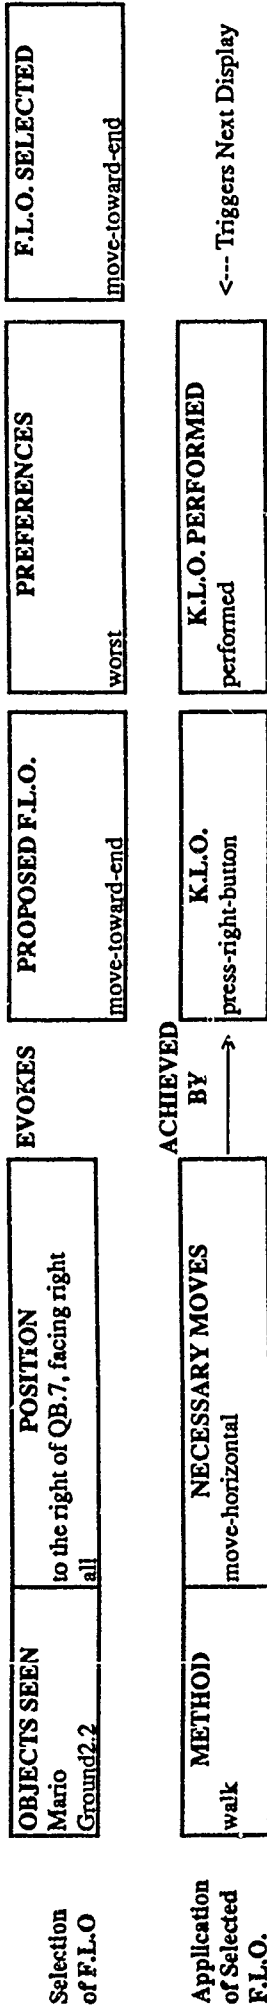 Selection
of F.L.O
OBJECTS SEEN
Mario
Ground2.2
POSITION
to the right of QB.7, facing right
all
EVOKES
PROPOSED F.L.O.
move-toward-end
PREFERENCES
worst
F.L.O. SELECTED
move-toward-end
Application
of Selected
F.L.O.
METHOD
walk
NECESSARY MOVES
move-horizontal
ACHIEVED
BY
K.L.O.
press-right-button
K.L.O. PERFORMED
performed
<--- Triggers Next Display